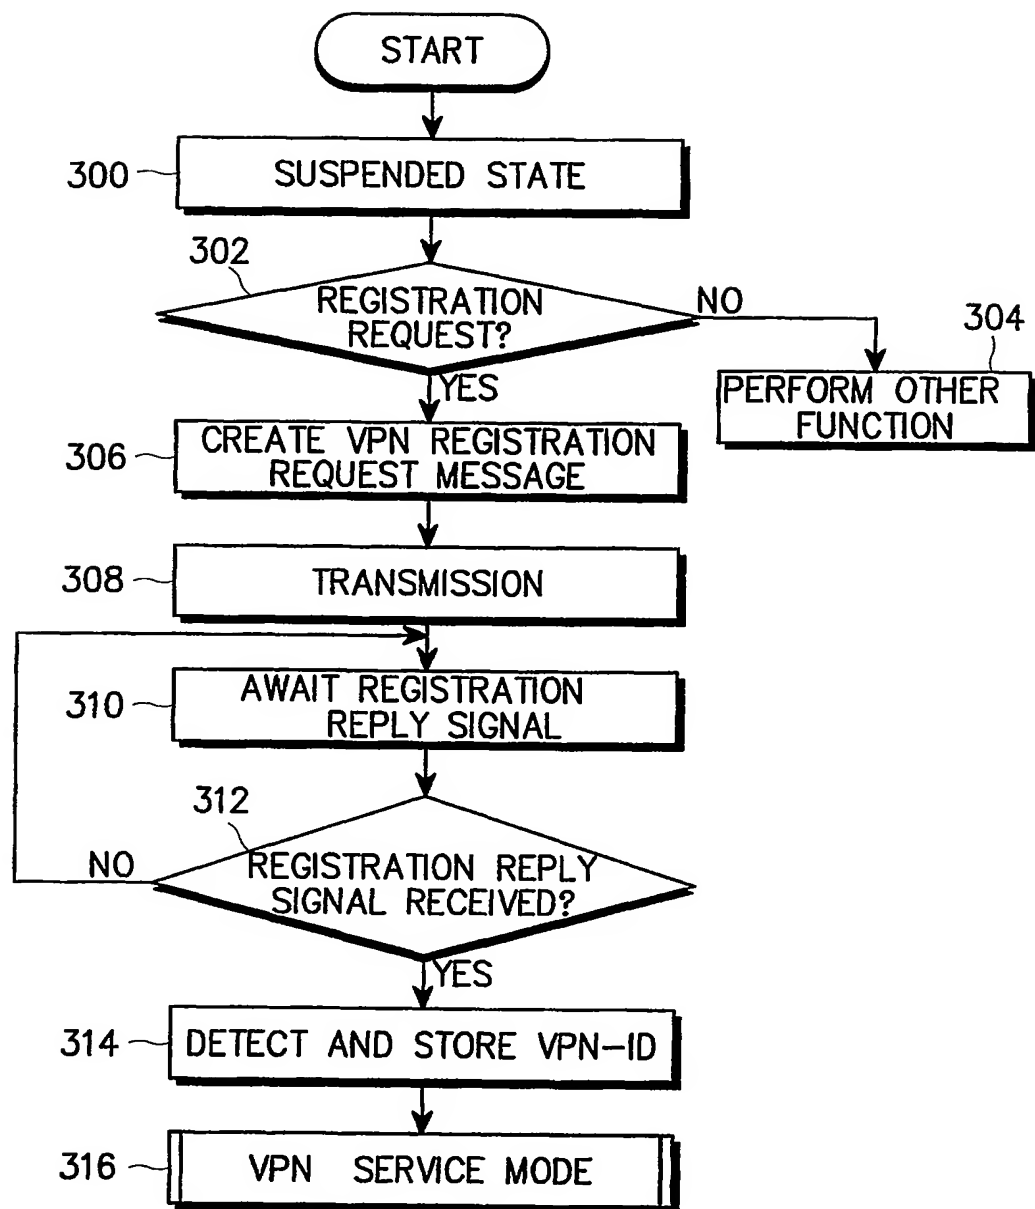 START
300
SUSPENDED STATE
302
REGISTRATION
REQUEST?
NO
304
YES
PERFORM OTHER
FUNCTION
306
CREATE VPN REGISTRATION
REQUEST MESSAGE
308
TRANSMISSION
310
AWAIT REGISTRATION
REPLY SIGNAL
312
NO
REGISTRATION REPLY
SIGNAL RECEIVED?
YES
314
DETECT AND STORE VPN-ID
316
VPN SERVICE MODE